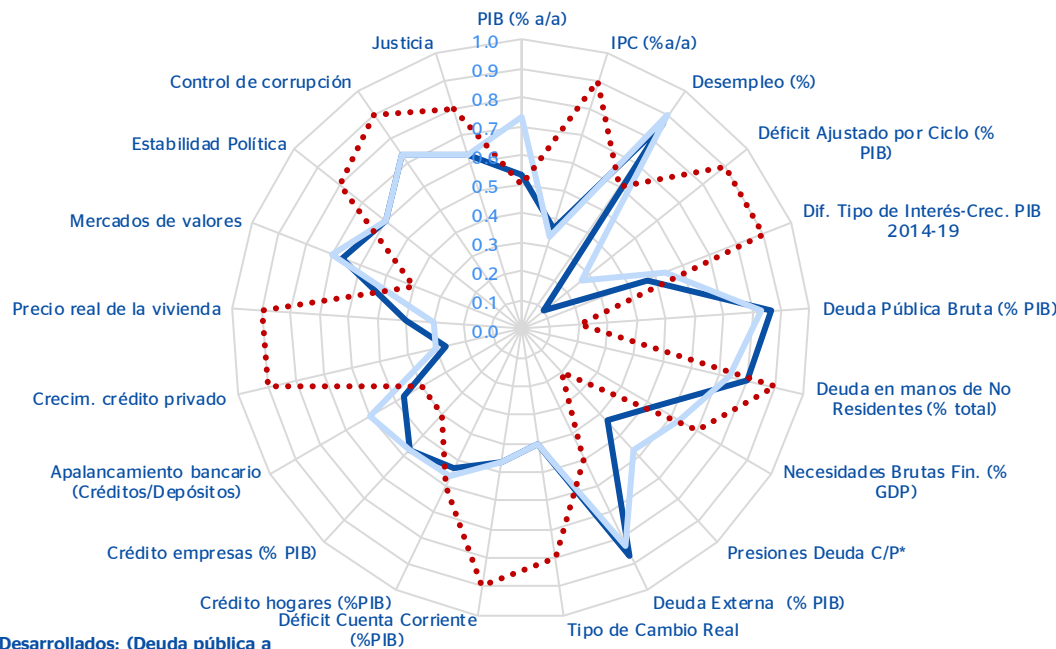 PIB (% a/a)
IPC (%a/a)
Desempleo (%)
Déficit Ajustado por Ciclo (%
PIB)
Dif. Tipo de Interés-Crec. PIB
2014-19
Deuda Pública Bruta (% PIB)
Deuda en manos de No
Residentes (% total)
Necesidades Brutas Fin. (%
GDP)
Presiones Deuda C/P*
Deuda Externa (% PIB)
Tipo de Cambio Real
Déficit Cuenta Corriente
(%PIB)
Crédito hogares (%PIB)
Crédito empresas (% PIB)
Apalancamiento bancario
(Créditos/Depósitos)
Crecim. crédito privado
Precio real de la vivienda
Mercados de valores
Estabilidad Política
Control de corrupción
Justicia
1.0
0.9
0.8
0.7
0.6
0.5
0.4
0.3
0.2
0.1
0.0
Desarrollados: (Deuda pública a